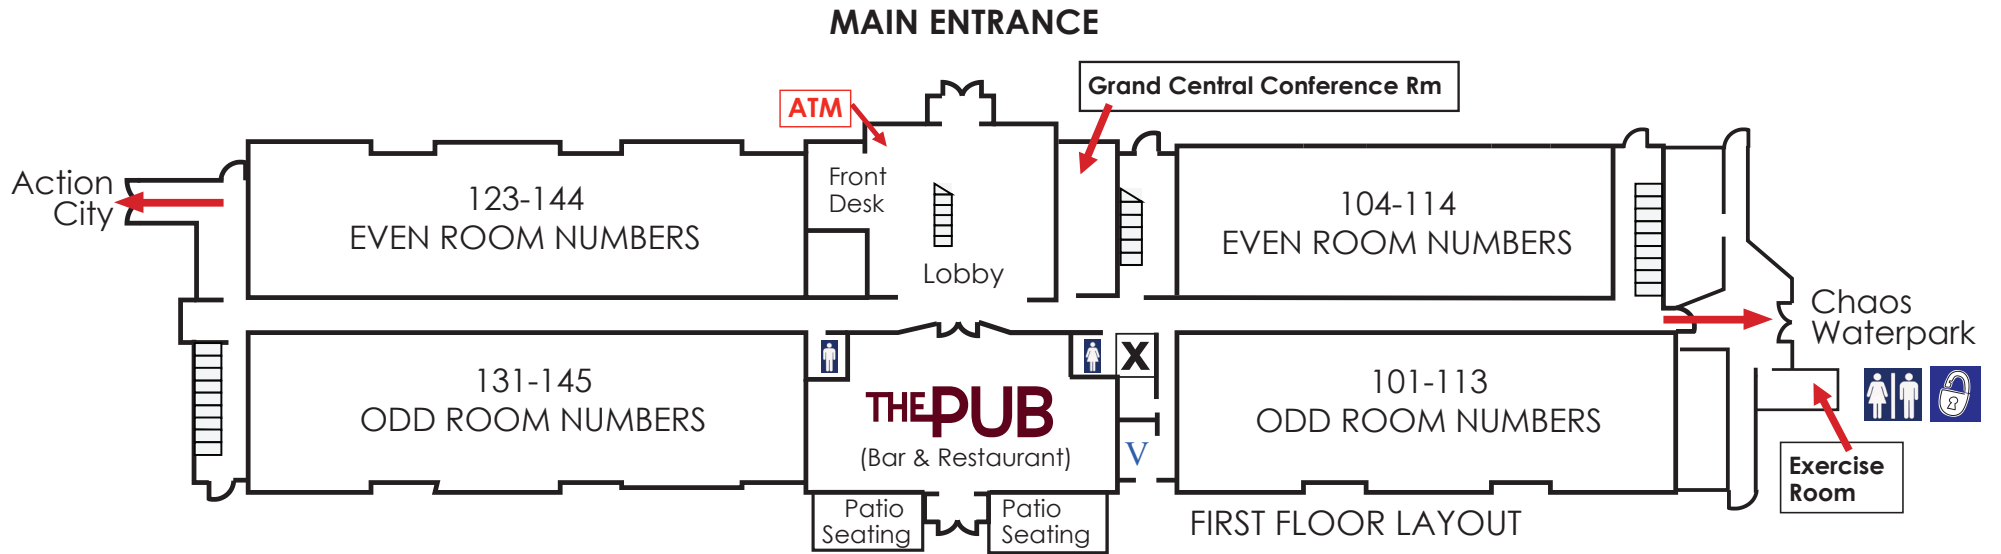 MAIN ENTRANCE
Grand Central Conference Rm
ATM
Action
City
123-144
EVEN ROOM NUMBERS
Front
Desk
Lobby
104-114
EVEN ROOM NUMBERS
Chaos
Waterpark
131-145
ODD ROOM NUMBERS
THE PUB
(Bar & Restaurant)
X
V
101-113
ODD ROOM NUMBERS
Exercise
Room
Patio
Seating
Patio
Seating
FIRST FLOOR LAYOUT